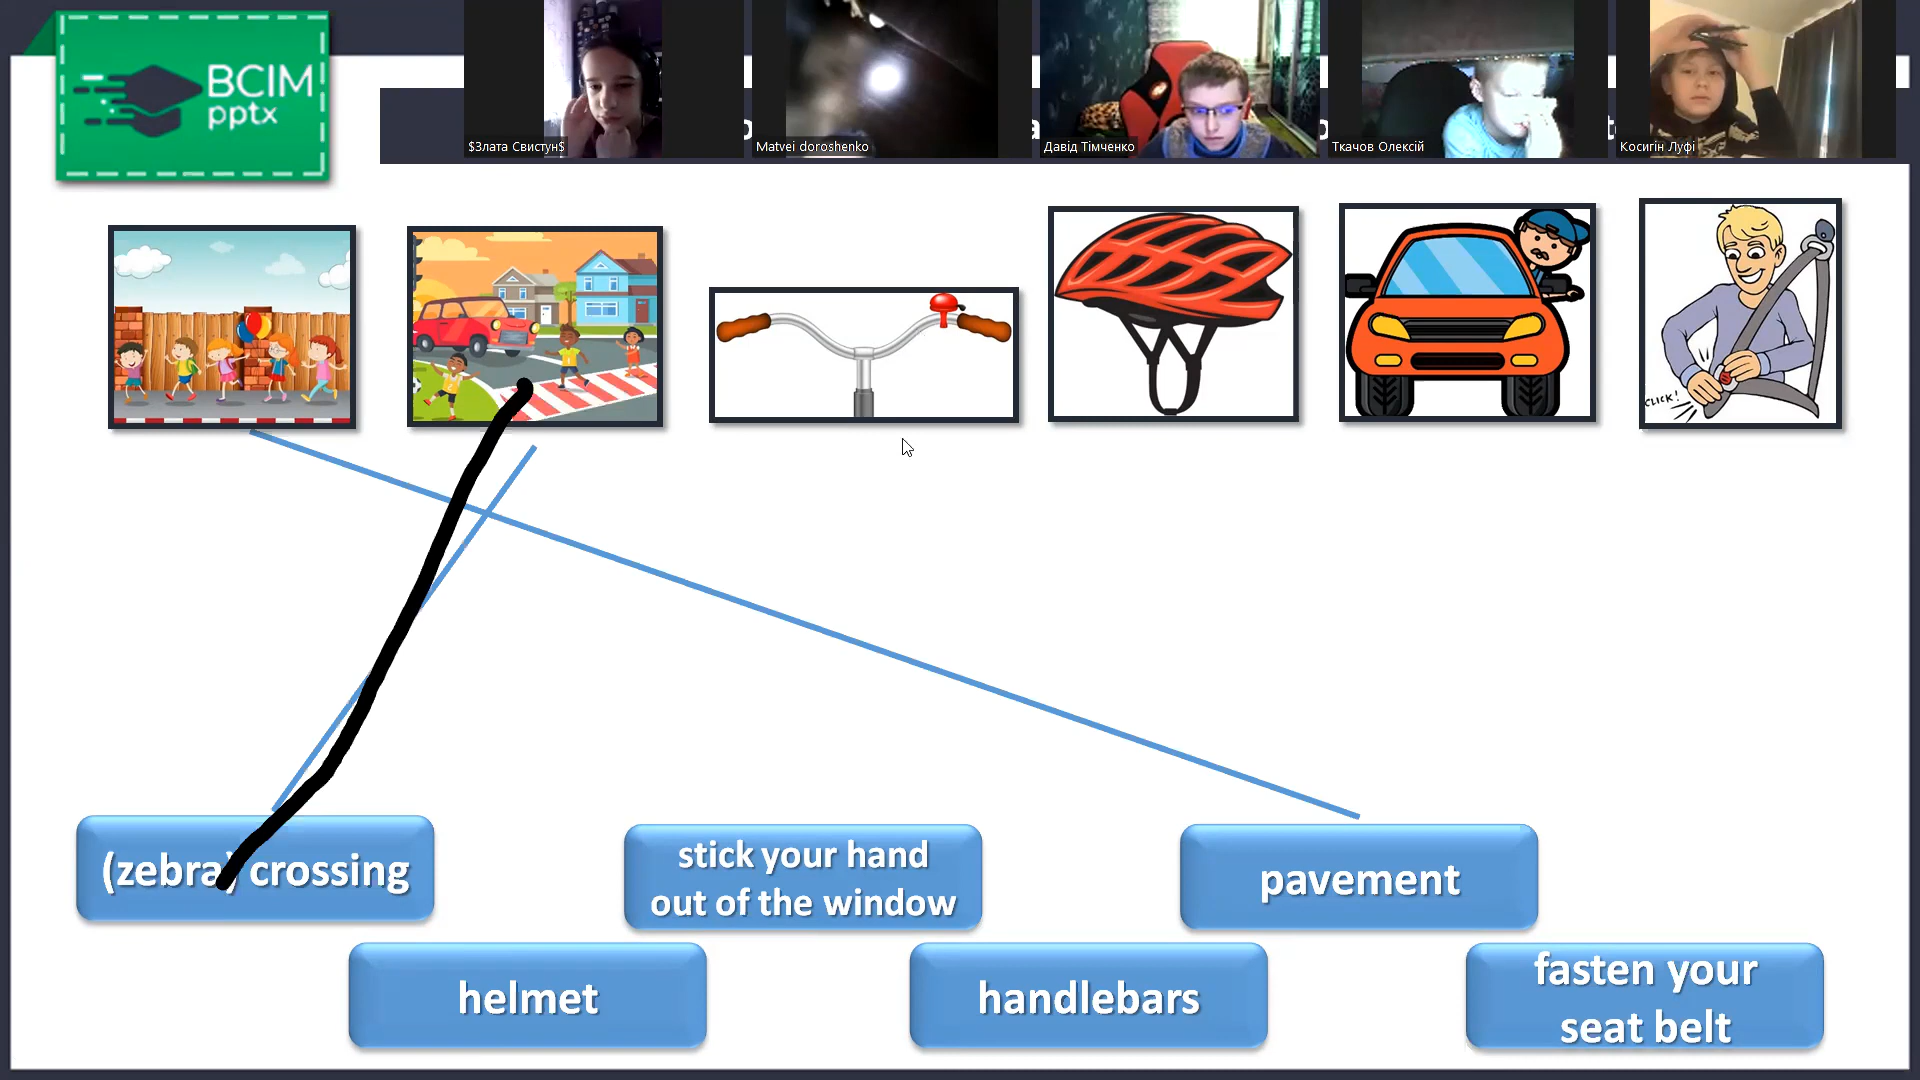 BCIM
pptx
$Злата Свистун$
Matvei doroshenko
Давід Тімченко
Ткачов Олексій
Косигін Луфі
CLICK!
(zebra) crossing
stick your hand
out of the window
pavement
helmet
handlebars
fasten your
seat belt